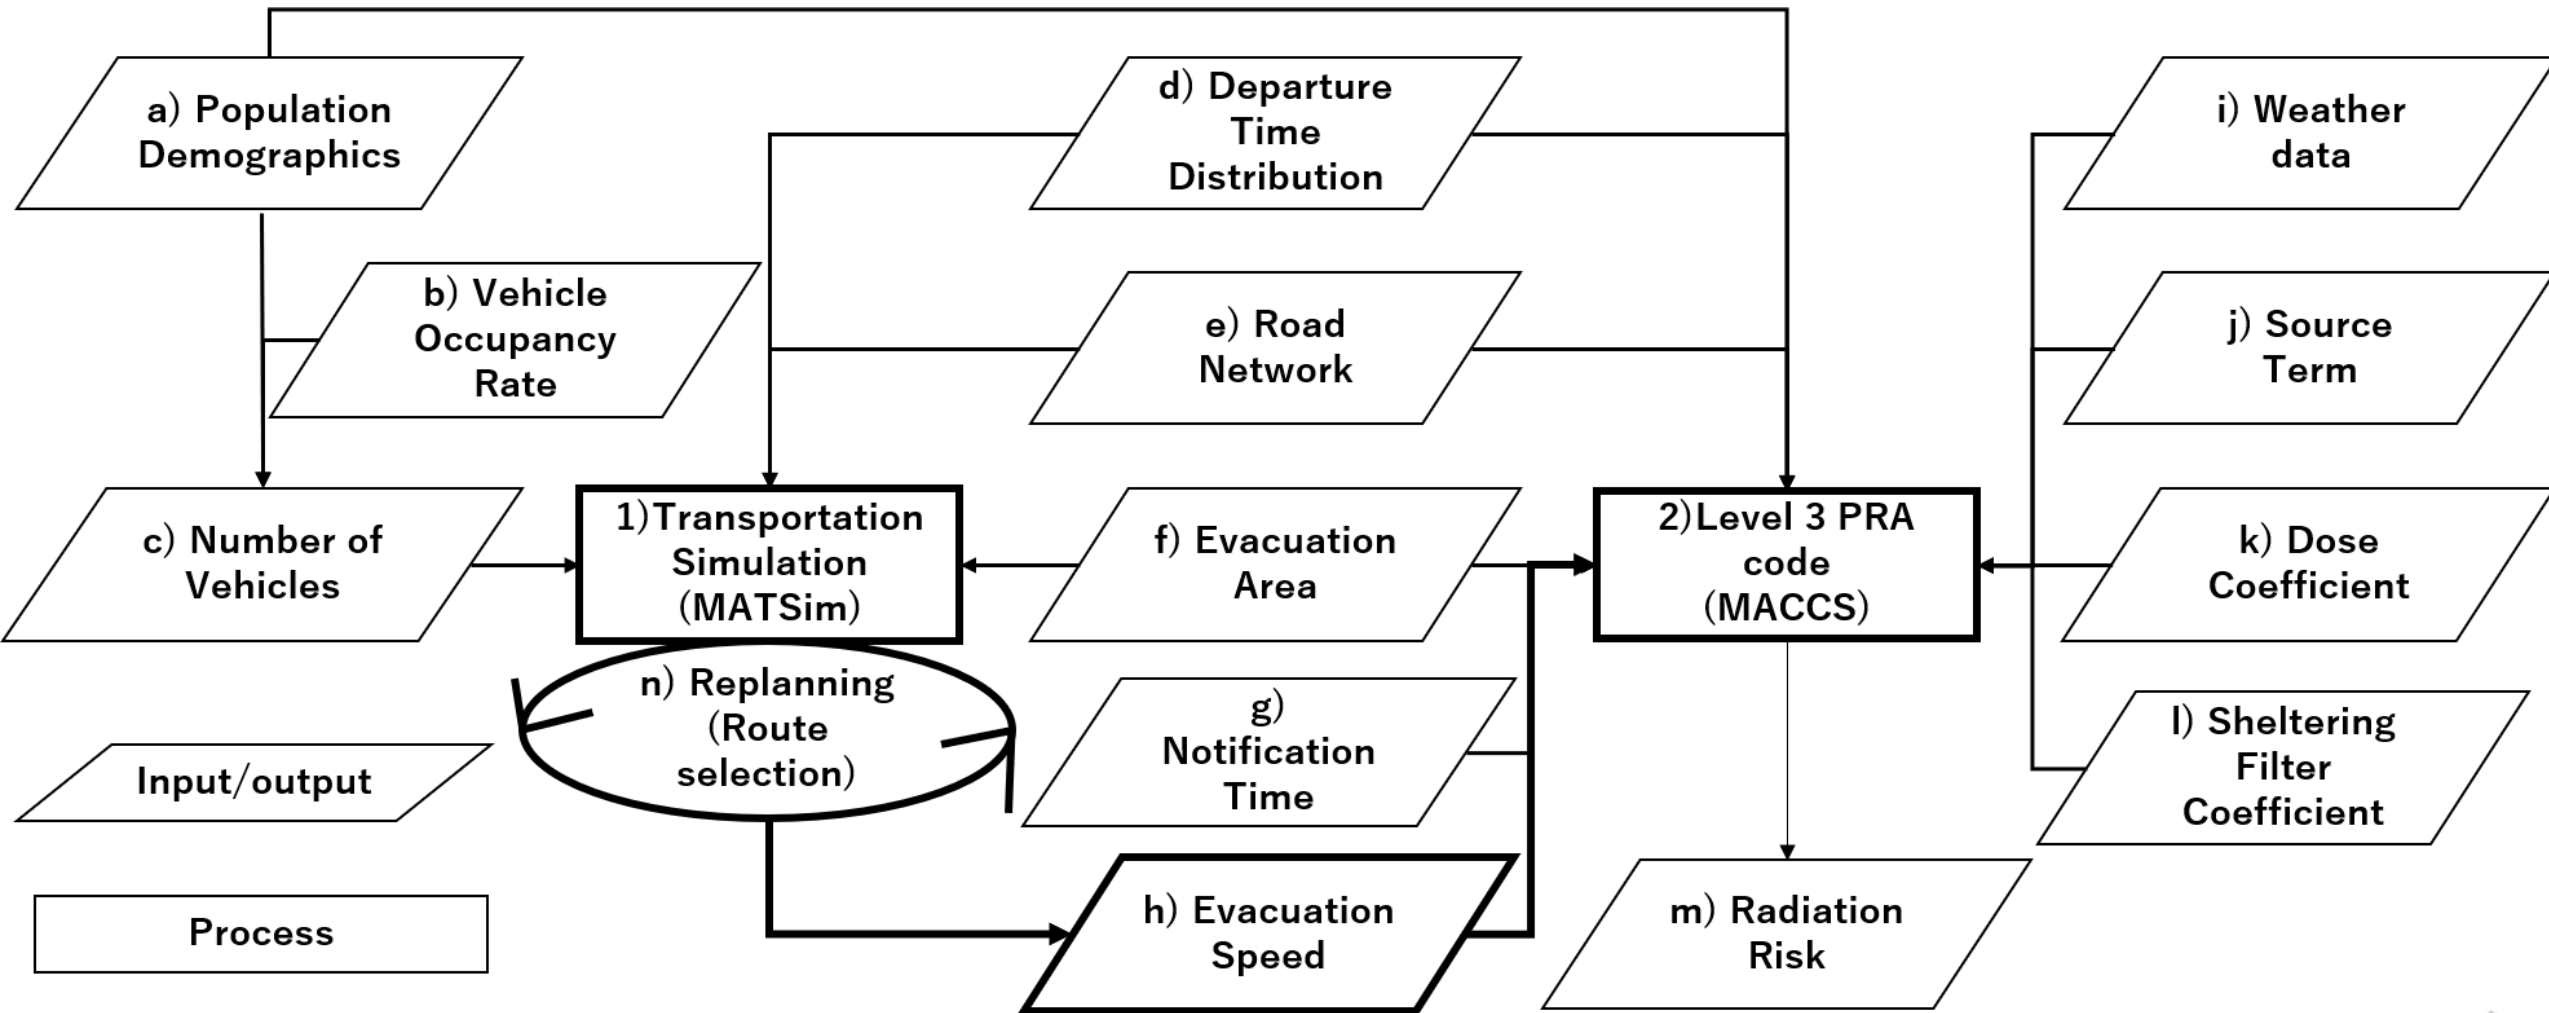 a) Population
Demographics
b) Vehicle
Occupancy
Rate
c) Number of
Vehicles
d) Departure
Time
Distribution
e) Road
Network
1)Transportation
Simulation
(MATSim)
f) Evacuation
Area
2)Level 3 PRA
code
(MACCS)
n) Replanning
(Route
selection)
g)
Notification
Time
h) Evacuation
Speed
i) Weather
data
j) Source
Term
k) Dose
Coefficient
l) Sheltering
Filter
Coefficient
m) Radiation
Risk
Input/output
Process